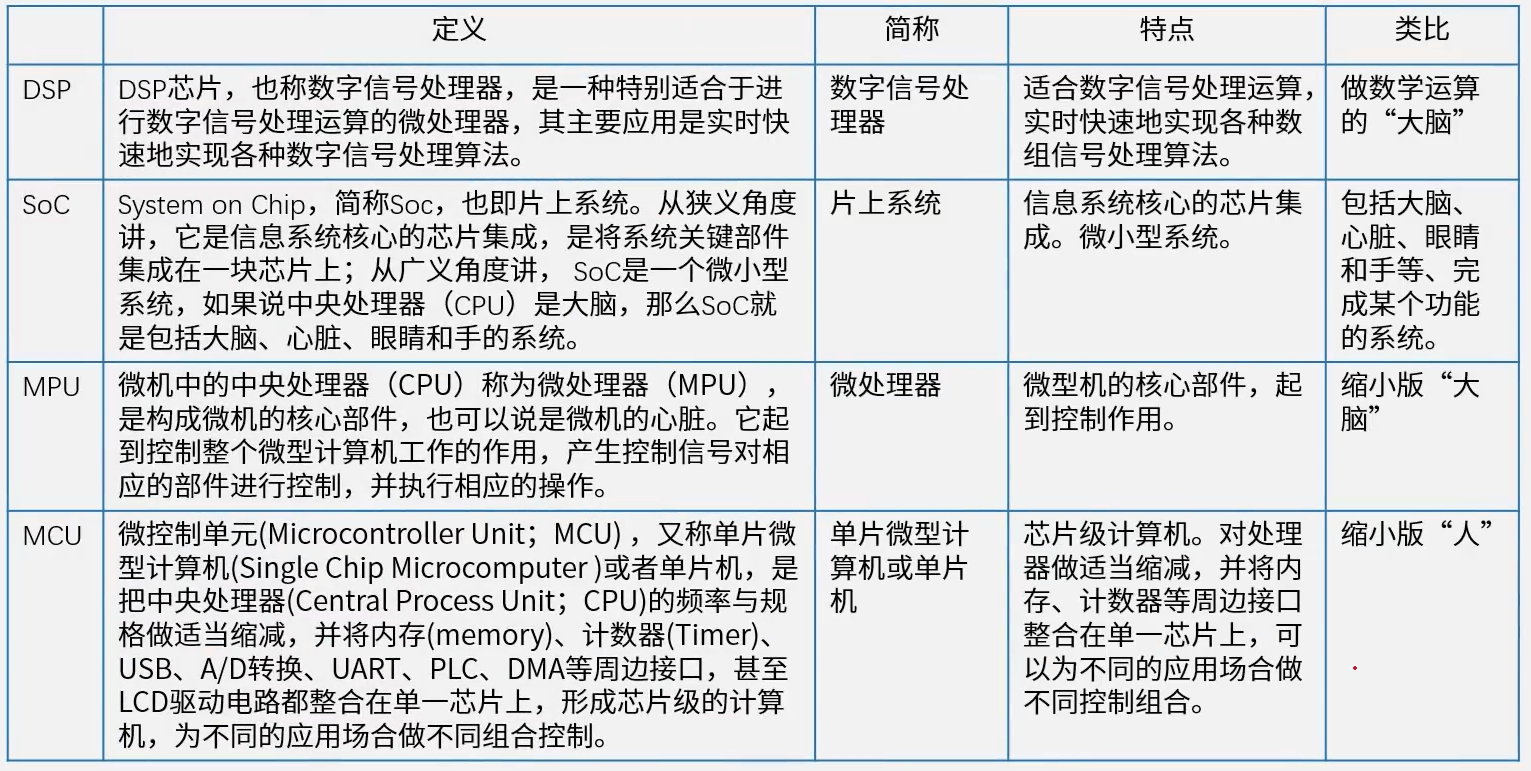 定义 简称 特点 类比
DSP
DSP芯片，也称数字信号处理器，是一种特别适合于进
行数字信号处理运算的微处理器，其主要应用是实时快
速地实现各种数字信号处理算法。
数字信号处
理器
适合数字信号处理运算，
实时快速地实现各种数
组信号处理算法。
做数学运算
的“大脑”
SoC
System on Chip，简称Soc，也即片上系统。从狭义角度
讲，它是信息系统核心的芯片集成，是将系统关键部件
集成在一块芯片上；从广义角度讲， SoC是一个微小型
系统，如果说中央处理器（CPU）是大脑，那么SoC就
是包括大脑、心脏、眼睛和手的系统。
片上系统
信息系统核心的芯片集
成。微小型系统。
包括大脑、
心脏、眼睛
和手等、完
成某个功能
的系统。
MPU
微机中的中央处理器（CPU）称为微处理器（MPU），
是构成微机的核心部件，也可以说是微机的心脏。它起
到控制整个微型计算机工作的作用，产生控制信号对相
应的部件进行控制，并执行相应的操作。
微处理器
微型机的核心部件，起
到控制作用。
缩小版“大
脑”
MCU
微控制单元(Microcontroller Unit；MCU) ，又称单片微
型计算机(Single Chip Microcomputer )或者单片机，是
把中央处理器(Central Process Unit；CPU)的频率与规
格做适当缩减，并将内存(memory)、计数器(Timer)、
USB、A/D转换、UART、PLC、DMA等周边接口，甚至
LCD驱动电路都整合在单一芯片上，形成芯片级的计算
机，为不同的应用场合做不同组合控制。
单片微型计
算机或单片
机
芯片级计算机。对处理
器做适当缩减，并将内
存、计数器等周边接口
整合在单一芯片上，可
以为不同的应用场合做
不同控制组合。
缩小版“人”